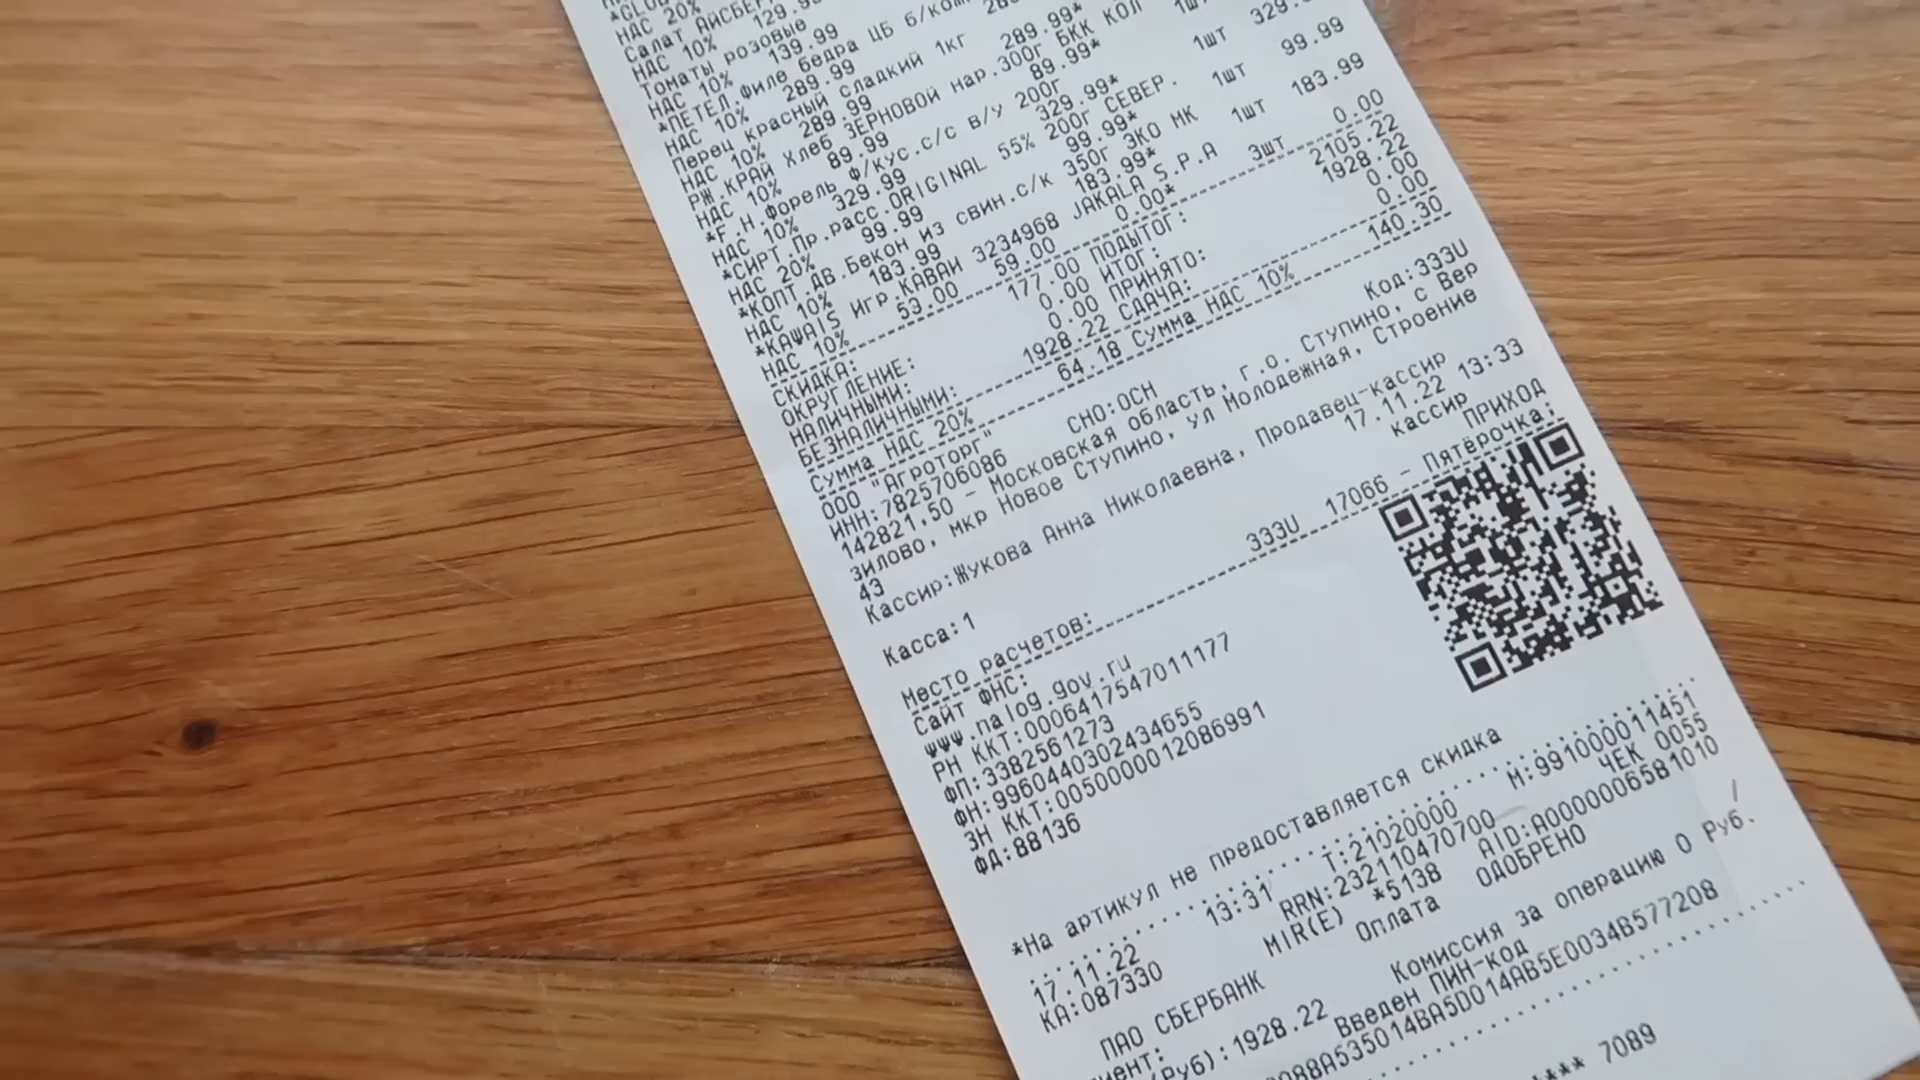 НДС 20%
Салат АЙСБЕР
НДС 10% 129.99
Томаты розовые
НДС 10% 139.99
*ПЕТЕЛ.Филе бедра ЦБ б/ком
НДС 10% 289.99
Перец красный сладкий 1кг 289.99*
НДС 10% 289.99
РЖ.КРАЙ Хлеб ЗЕРНОВОЙ нар.300г БКК КОЛ 1шт
НДС 10% 89.99 89.99*
*F.H.Форель ф/кус.с/с в/у 200г 1шт 329.99
НДС 10% 329.99 329.99*
*СИРТ.Пр.расс.ORIGINAL 55% 200г СЕВЕР. 1шт 99.99
НДС 20% 99.99 99.99*
*КОПТ.ДВ.Бекон из свин.с/к 350г ЭКО МК 1шт 183.99
НДС 10% 183.99 183.99*
*KAWAIS Игр.КАВАИ 3234968 JAKALA S.P.A 3шт 0.00
НДС 10% 53.00 59.00 0.00*
СКИДКА: 177.00 ПОДЫТОГ: 2105.22
ОКРУГЛЕНИЕ: 0.00 ИТОГ: 1928.22
НАЛИЧНЫМИ: 0.00 ПРИНЯТО: 0.00
БЕЗНАЛИЧНЫМИ: 1928.22 СДАЧА: 0.00
Сумма НДС 20% 64.18 Сумма НДС 10% 140.30
ООО "АГРОТОРГ"
ИНН:7825706086 СНО:ОСН Код:333U
142821,50 - Московская область, г.о. Ступино, с Вер
зилово, мкр Новое Ступино, ул Молодежная, Строение
43
Кассир:Жукова Анна Николаевна, Продавец-кассир
17.11.22 13:33
Касса:1 кассир
ПРИХОД
Место расчетов: 333U 17066 - Пятёрочка;
Сайт ФНС:
www.nalog.gov.ru
РН ККТ:0006417547011177
ФП:3382561273
ФН:9960440302434655
ЗН ККТ:0050000012086991
ФД:88136
*На артикул не предоставляется скидка
17.11.22 13:31 Т:21020000 М:991000011451
КА:087330 RRN:232110470700 ЧЕК 0055
MIR(E) *5138 AID:A0000006581010
ПАО СБЕРБАНК Оплата ОДОБРЕНО
(Руб):1928.22 Комиссия за операцию 0 Руб.
Введен ПИН-код
7089